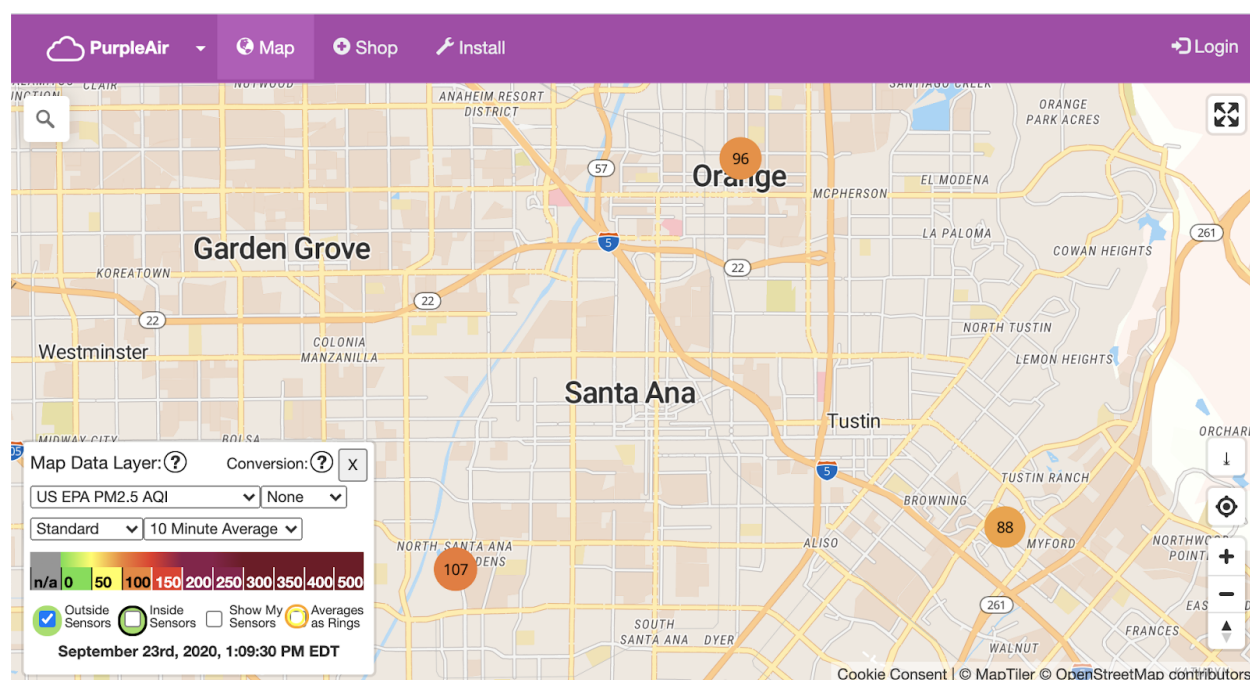 PurpleAir
Map
Shop
Install
Login
CLAIR
NUTWOOD
SANTIAGO CREEK
ANAHEIM RESORT
DISTRICT
ORANGE
PARK ACRES
96
57
Orange
MCPHERSON
EL MODENA
Garden Grove
5
LA PALOMA
261
COWAN HEIGHTS
KOREATOWN
22
22
22
NORTH TUSTIN
COLONIA
MANZANILLA
Westminster
LEMON HEIGHTS
Santa Ana
Tustin
MIDWAY CITY
BOLSA
5
TUSTIN RANCH
BROWNING
88
MYFORD
ALISO
NORTH SANTA ANA
107
261
SOUTH
SANTA ANA
DYER
FRANCES
WALNUT
Map Data Layer: ?
Conversion: ?
X
US EPA PM2.5 AQI
None
Standard
10 Minute Average
n/a 0 50 100 150 200 250 300 350 400 500
Outside
Sensors
Inside
Sensors
Show My
Sensors
Averages
as Rings
September 23rd, 2020, 1:09:30 PM EDT
Cookie Consent | © MapTiler © OpenStreetMap contributors